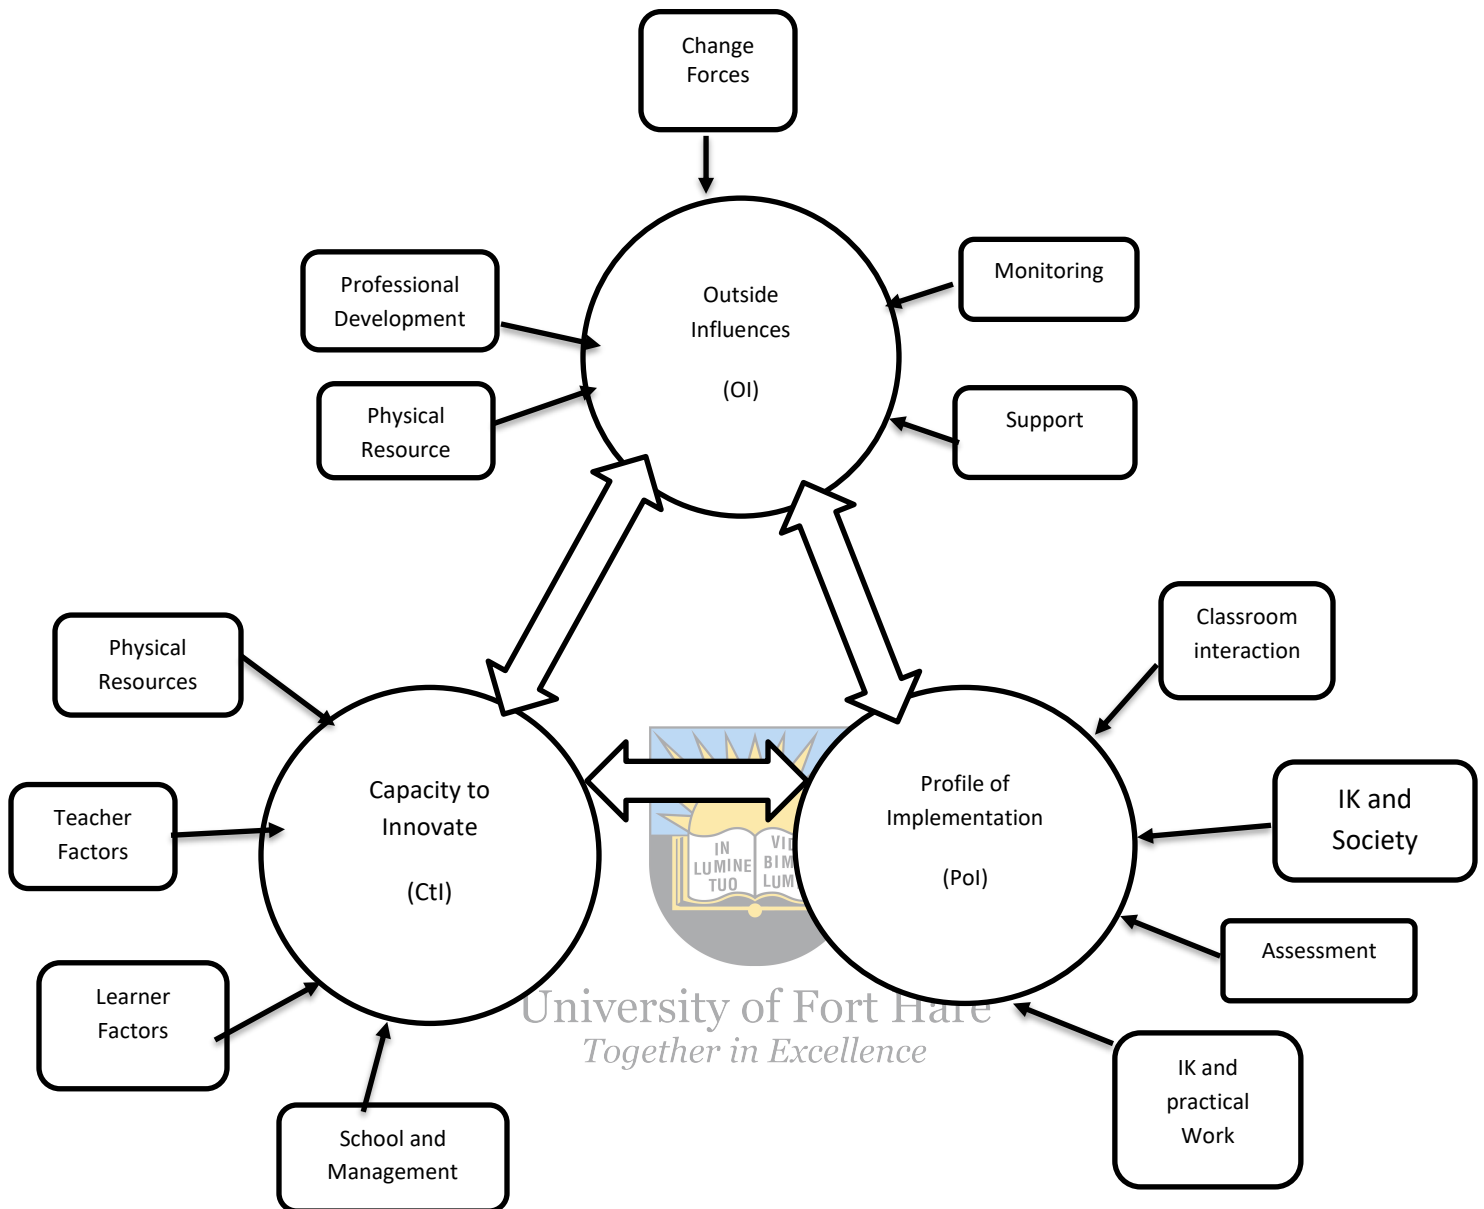 Change
Forces
Professional
Development
Outside
Influences
(OI)
Monitoring
Physical
Resource
Support
Physical
Resources
Classroom
interaction
Capacity to
Innovate
(CtI)
Profile of
Implementation
(PoI)
Teacher
Factors
IK and
Society
IN
LUMINE
TUO
Assessment
Learner
Factors
University of Fort Hare
Together in Excellence
IK and
practical
Work
School and
Management